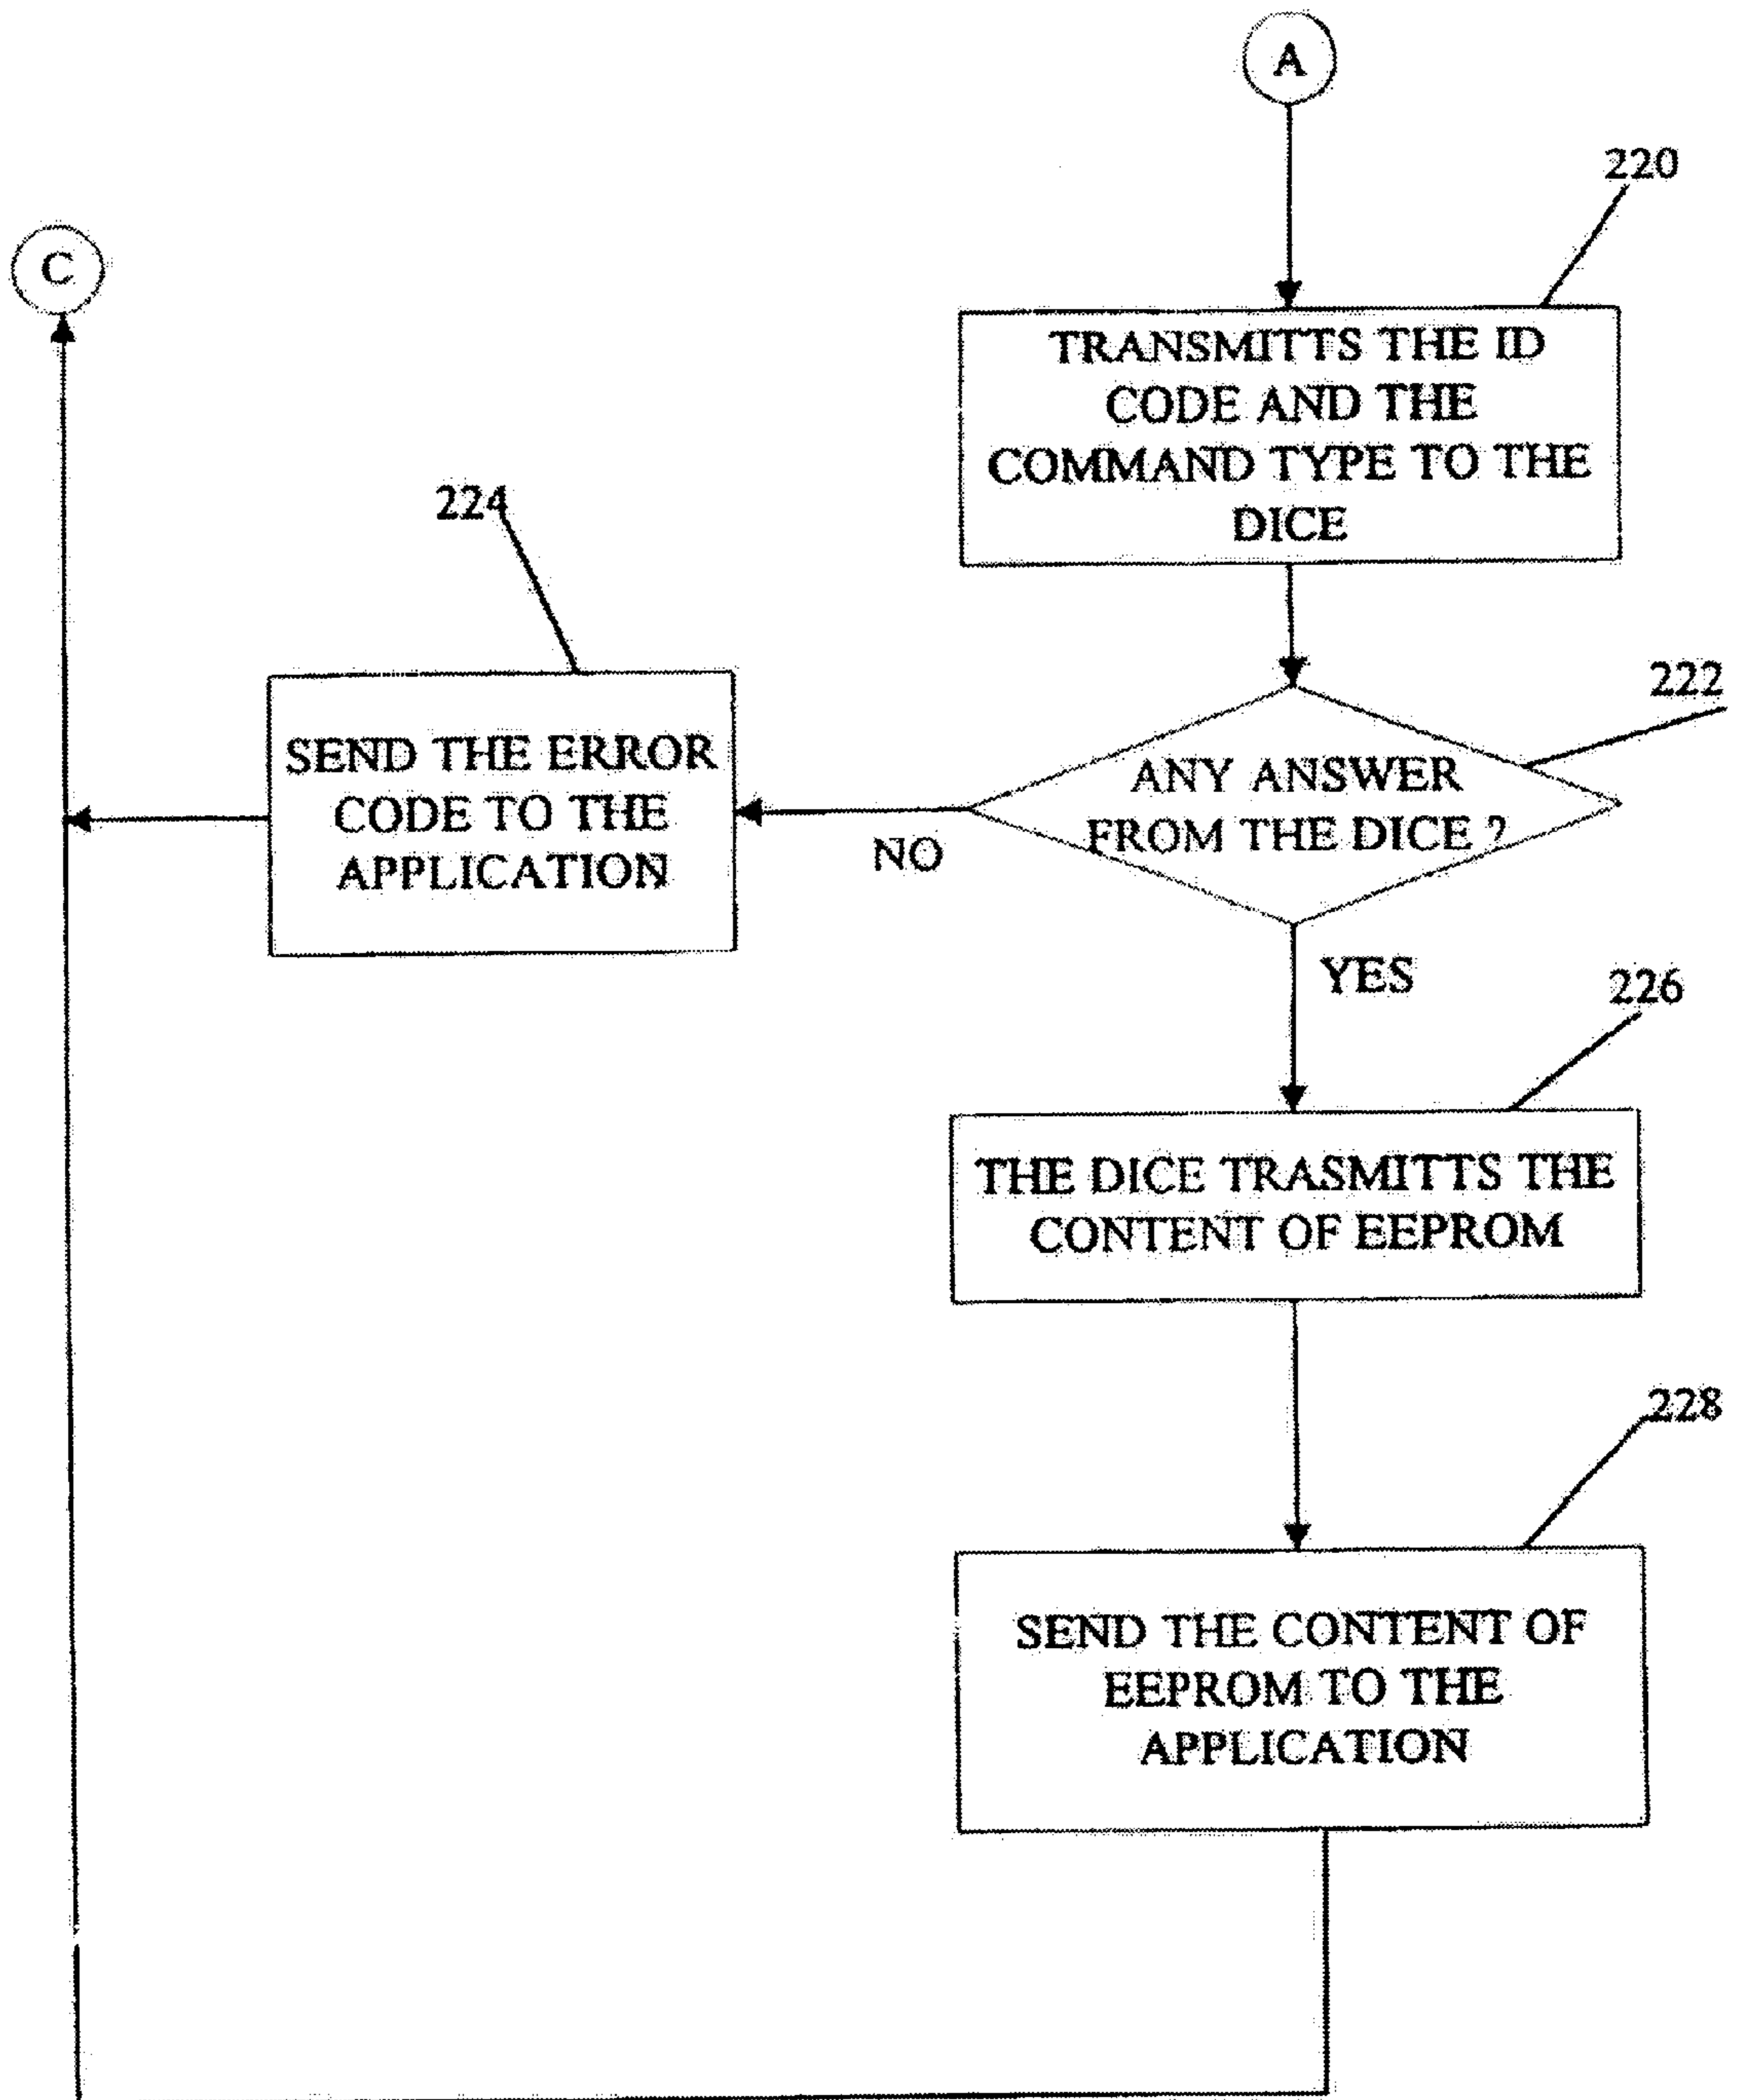 A
220
C
TRANSMITTS THE ID
CODE AND THE
COMMAND TYPE TO THE
DICE
224
222
SEND THE ERROR
CODE TO THE
APPLICATION
ANY ANSWER
FROM THE DICE ?
NO
YES
226
THE DICE TRASMITTS THE
CONTENT OF EEPROM
228
SEND THE CONTENT OF
EEPROM TO THE
APPLICATION